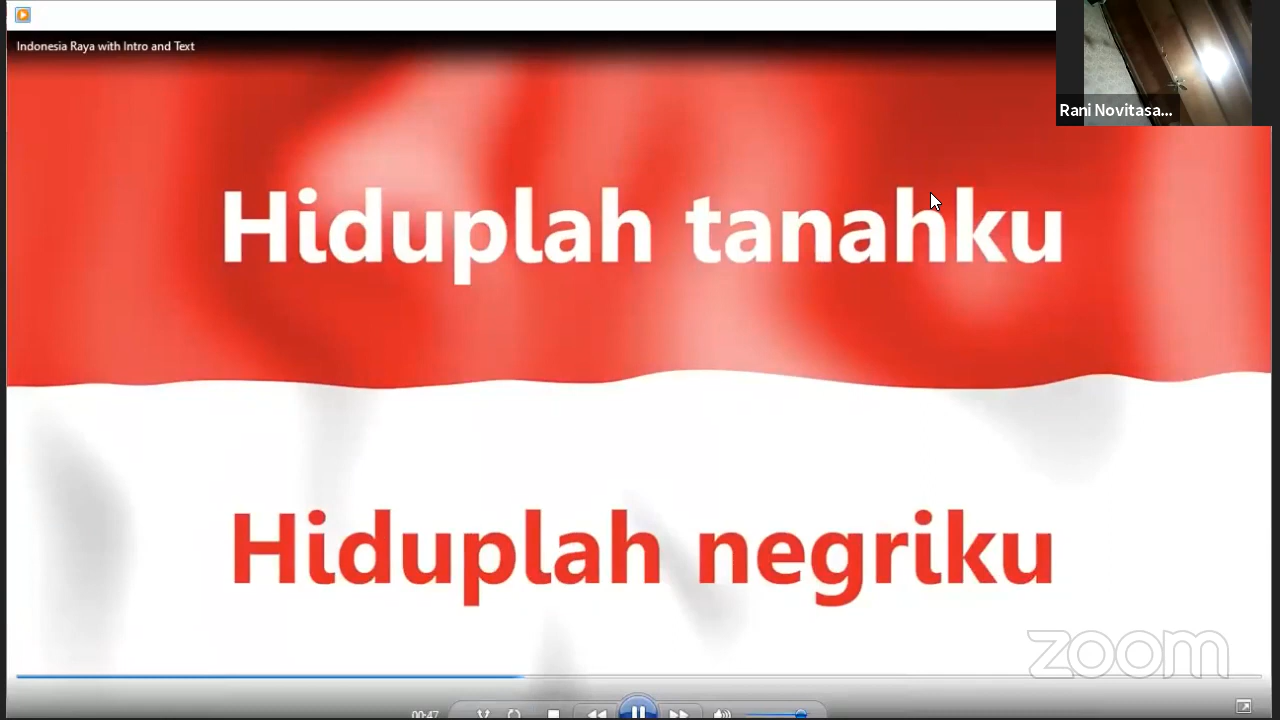 Indonesia Raya with Intro and Text
Rani Novitasa...
Hiduplah tanahku
Hiduplah negriku
zoom
00:47